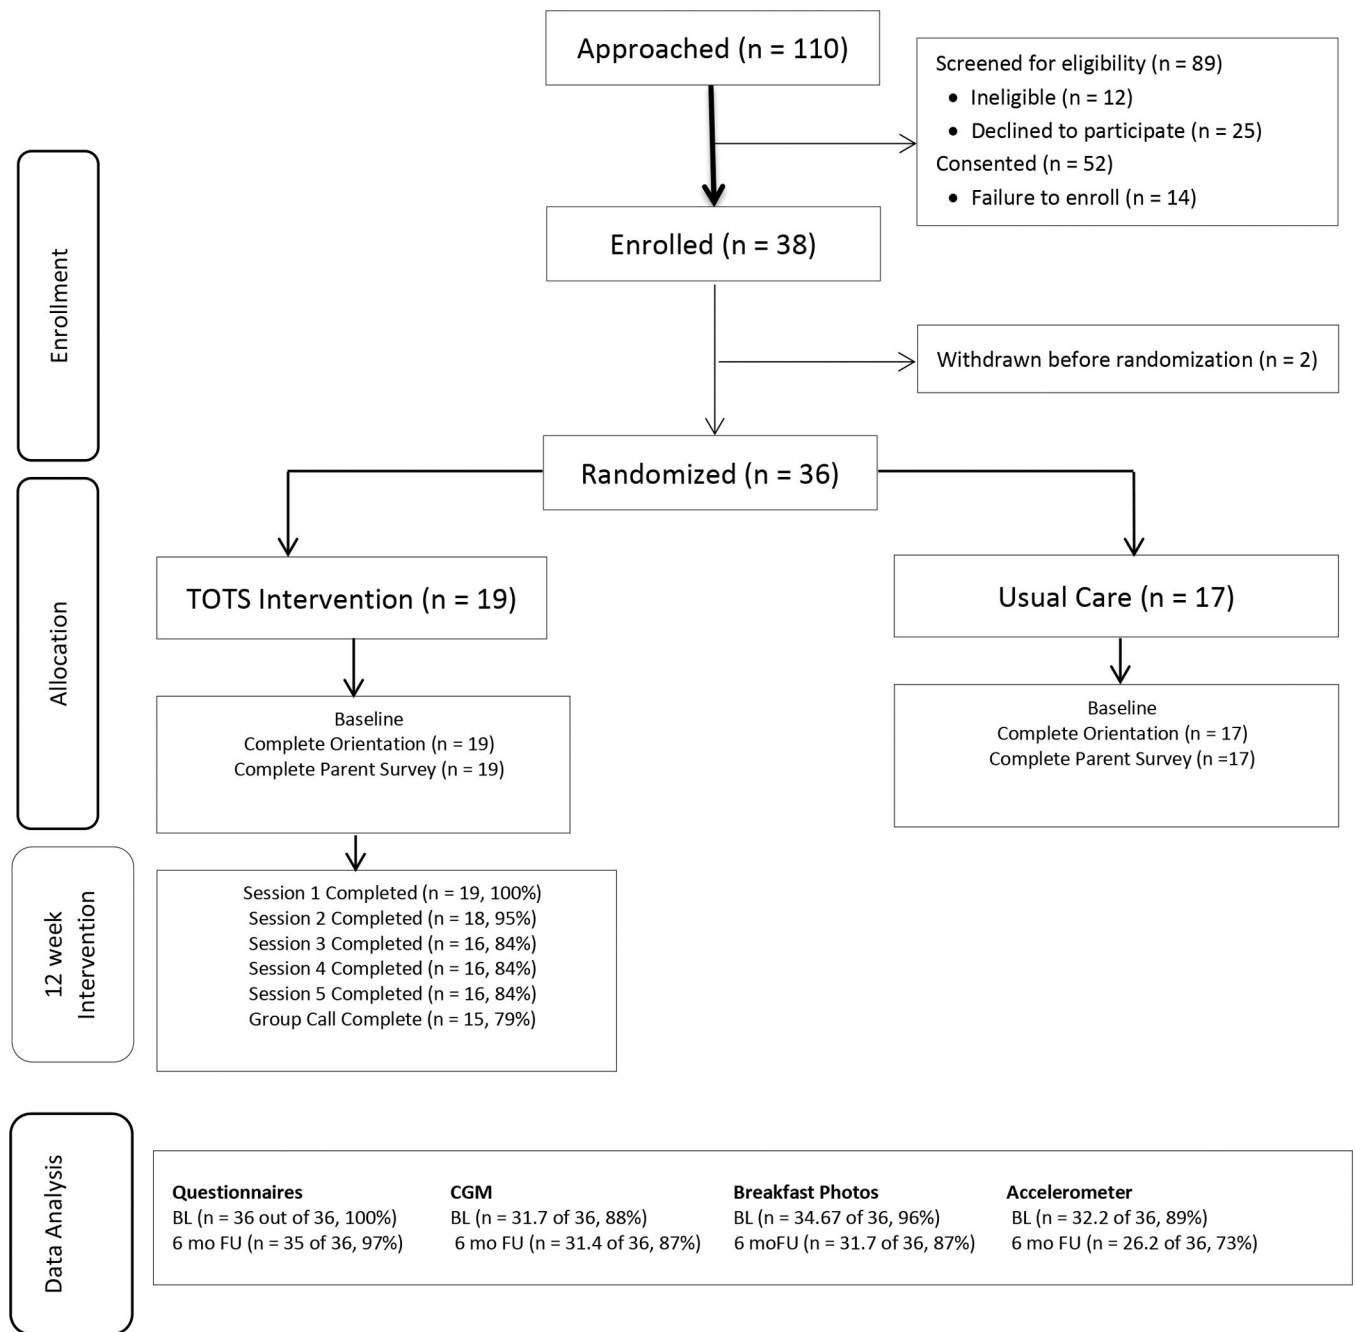 Approached (n = 110)
Screened for eligibility (n = 89)
• Ineligible (n = 12)
• Declined to participate (n = 25)
Consented (n = 52)
• Failure to enroll (n = 14)
Enrollment
Enrolled (n = 38)
Withdrawn before randomization (n = 2)
Randomized (n = 36)
Allocation
TOTS Intervention (n = 19)
Usual Care (n = 17)
Baseline
Complete Orientation (n = 19)
Complete Parent Survey (n = 19)
Baseline
Complete Orientation (n = 17)
Complete Parent Survey (n =17)
12 week
Intervention
Session 1 Completed (n = 19, 100%)
Session 2 Completed (n = 18, 95%)
Session 3 Completed (n = 16, 84%)
Session 4 Completed (n = 16, 84%)
Session 5 Completed (n = 16, 84%)
Group Call Complete (n = 15, 79%)
Data Analysis
Questionnaires
BL (n = 36 out of 36, 100%)
6 mo FU (n = 35 of 36, 97%)
CGM
BL (n = 31.7 of 36, 88%)
6 mo FU (n = 31.4 of 36, 87%)
Breakfast Photos
BL (n = 34.67 of 36, 96%)
6 moFU (n = 31.7 of 36, 87%)
Accelerometer
BL (n = 32.2 of 36, 89%)
6 mo FU (n = 26.2 of 36, 73%)